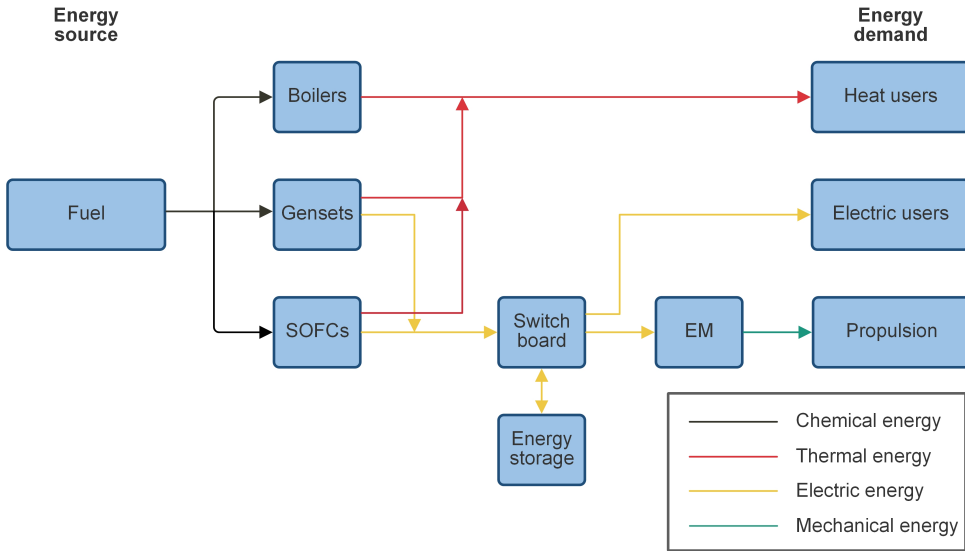 Energy
source
Energy
demand
Boilers
Heat users
Fuel
Gensets
Electric users
SOFCs
Switch
board
EM
Propulsion
Energy
storage
Chemical energy
Thermal energy
Electric energy
Mechanical energy